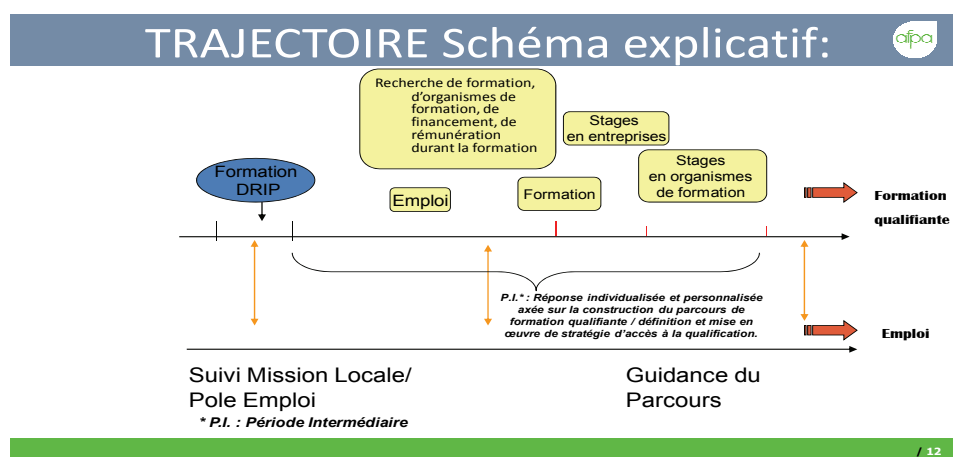 TRAJECTOIRE Schéma explicatif:
afpa
Recherche de formation,
d'organismes de
formation, de
financement, de
rémunération
durant la formation
Stages
en entreprises
Stages
en organismes
de formation
Formation
DRIP
Emploi
Formation
Formation
qualifiante
P.I.* : Réponse individualisée et personnalisée
axée sur la construction du parcours de
formation qualifiante / définition et mise en
œuvre de stratégie d'accès à la qualification.
Emploi
Suivi Mission Locale/
Pole Emploi
* P.I. : Période Intermédiaire
Guidance du
Parcours
/ 12